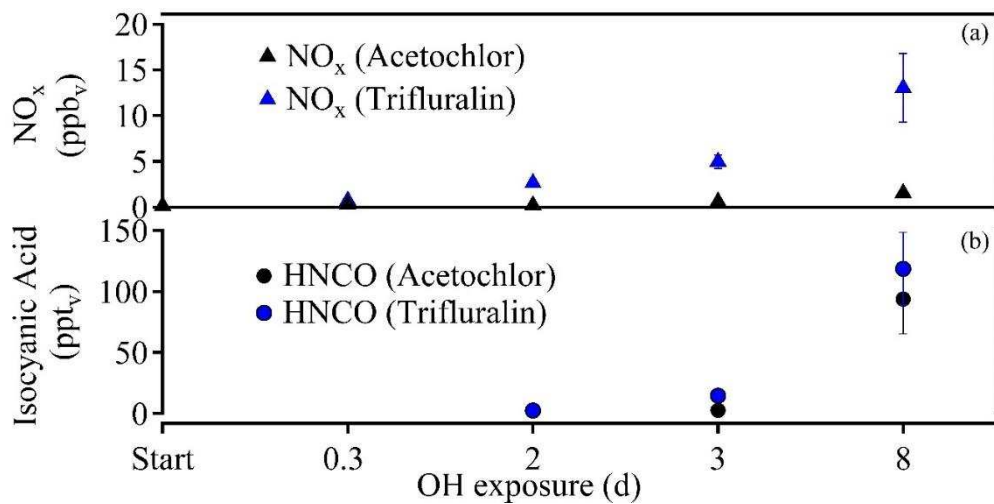 20
15
10
5
0
NOx
(ppbv)
(a)
NOx (Acetochlor)
NOx (Trifluralin)
150
100
50
0
Isocyanic Acid
(pptv)
(b)
HNCO (Acetochlor)
HNCO (Trifluralin)
Start 0.3 2 3 8
OH exposure (d)